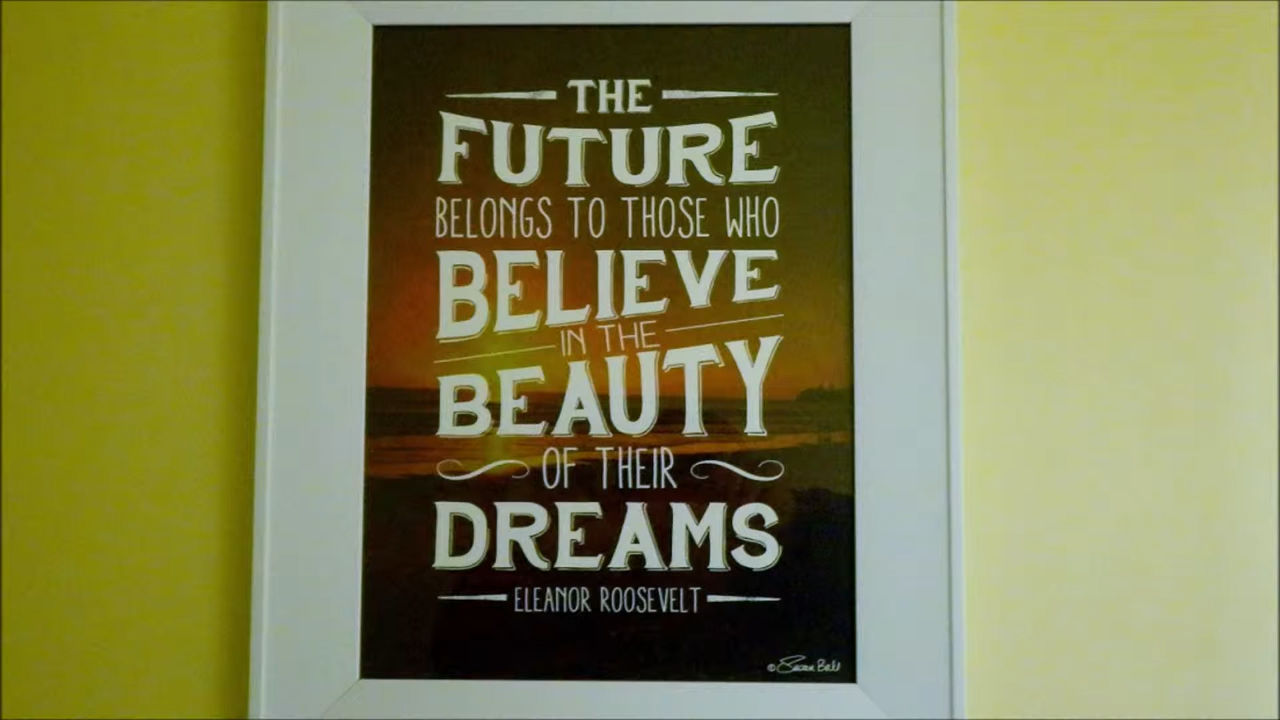 THE
FUTURE
BELONGS TO THOSE WHO
BELIEVE
IN THE
BEAUTY
OF THEIR
DREAMS
ELEANOR ROOSEVELT
©